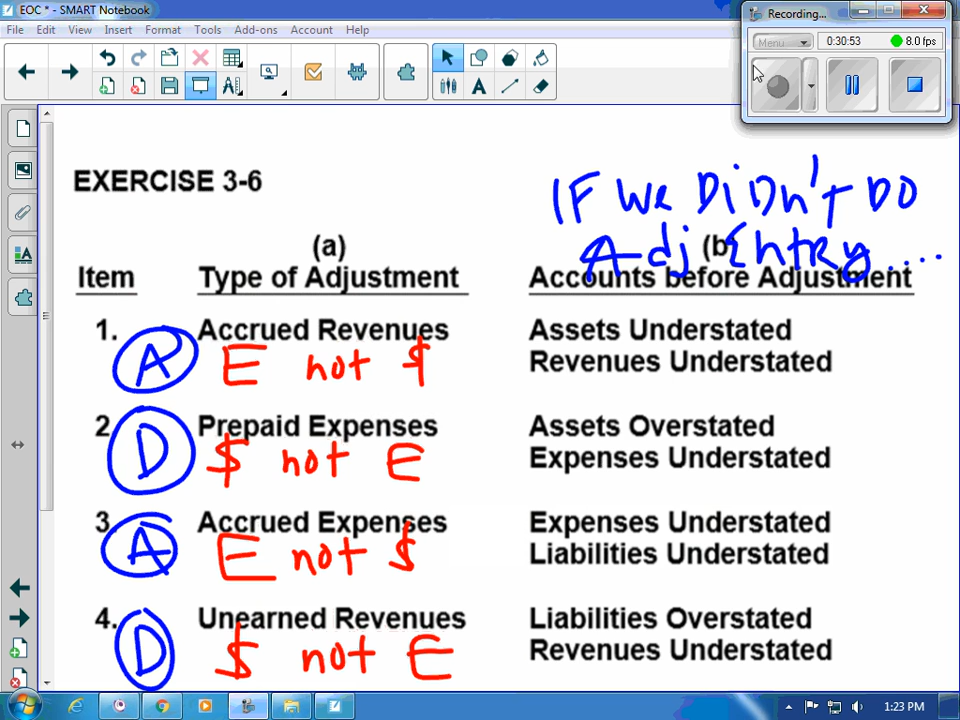 EOC * - SMART Notebook
Recording...
File Edit View Insert Format Tools Add-ons Account Help
Menu 0:30:53 8.0 fps
EXERCISE 3-6
IF We DiDn't DO
Adj Entry....
(a) (b
Item Type of Adjustment Accounts before Adjustment
1. Accrued Revenues Assets Understated
A E not $ Revenues Understated
2 Prepaid Expenses Assets Overstated
D $ not E Expenses Understated
3 Accrued Expenses Expenses Understated
A E not $ Liabilities Understated
4. Unearned Revenues Liabilities Overstated
D $ not E Revenues Understated
1:23 PM